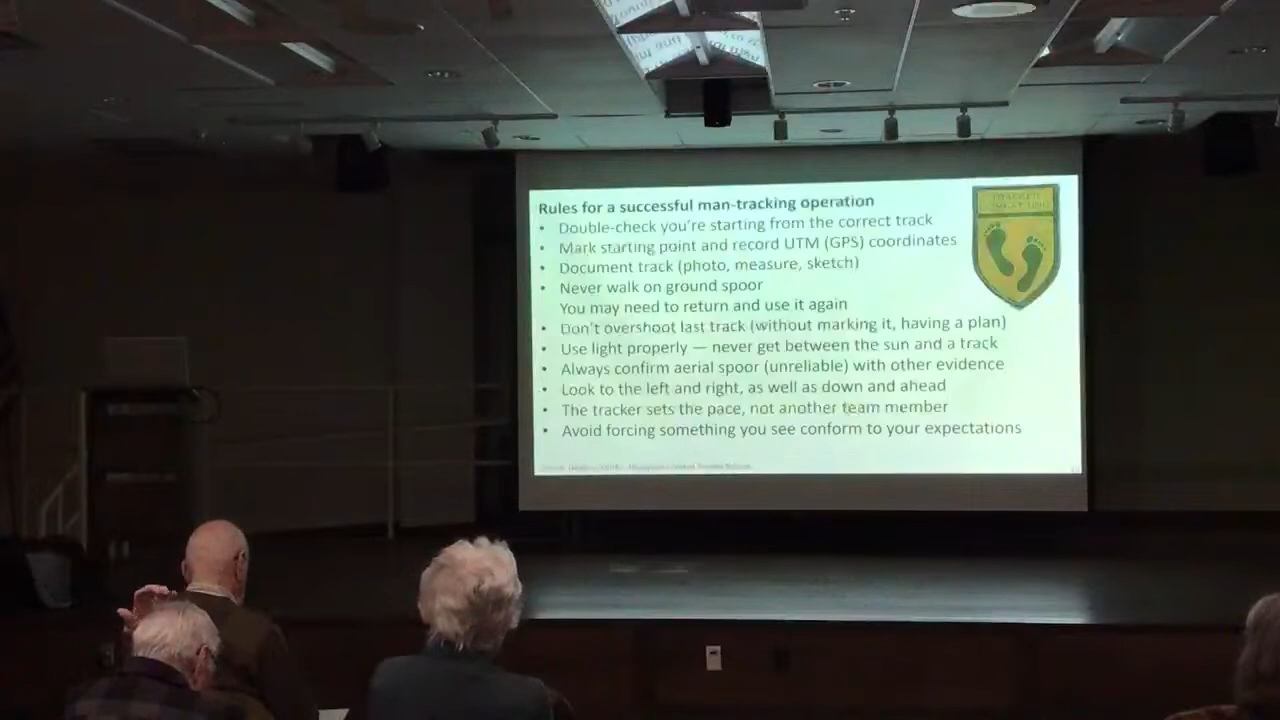 Rules for a successful man-tracking operation
• Double-check you're starting from the correct track
• Mark starting point and record UTM (GPS) coordinates
• Document track (photo, measure, sketch)
• Never walk on ground spoor
You may need to return and use it again
• Don't overshoot last track (without marking it, having a plan)
• Use light properly — never get between the sun and a track
• Always confirm aerial spoor (unreliable) with other evidence
• Look to the left and right, as well as down and ahead
• The tracker sets the pace, not another team member
• Avoid forcing something you see conform to your expectations
TRACKER